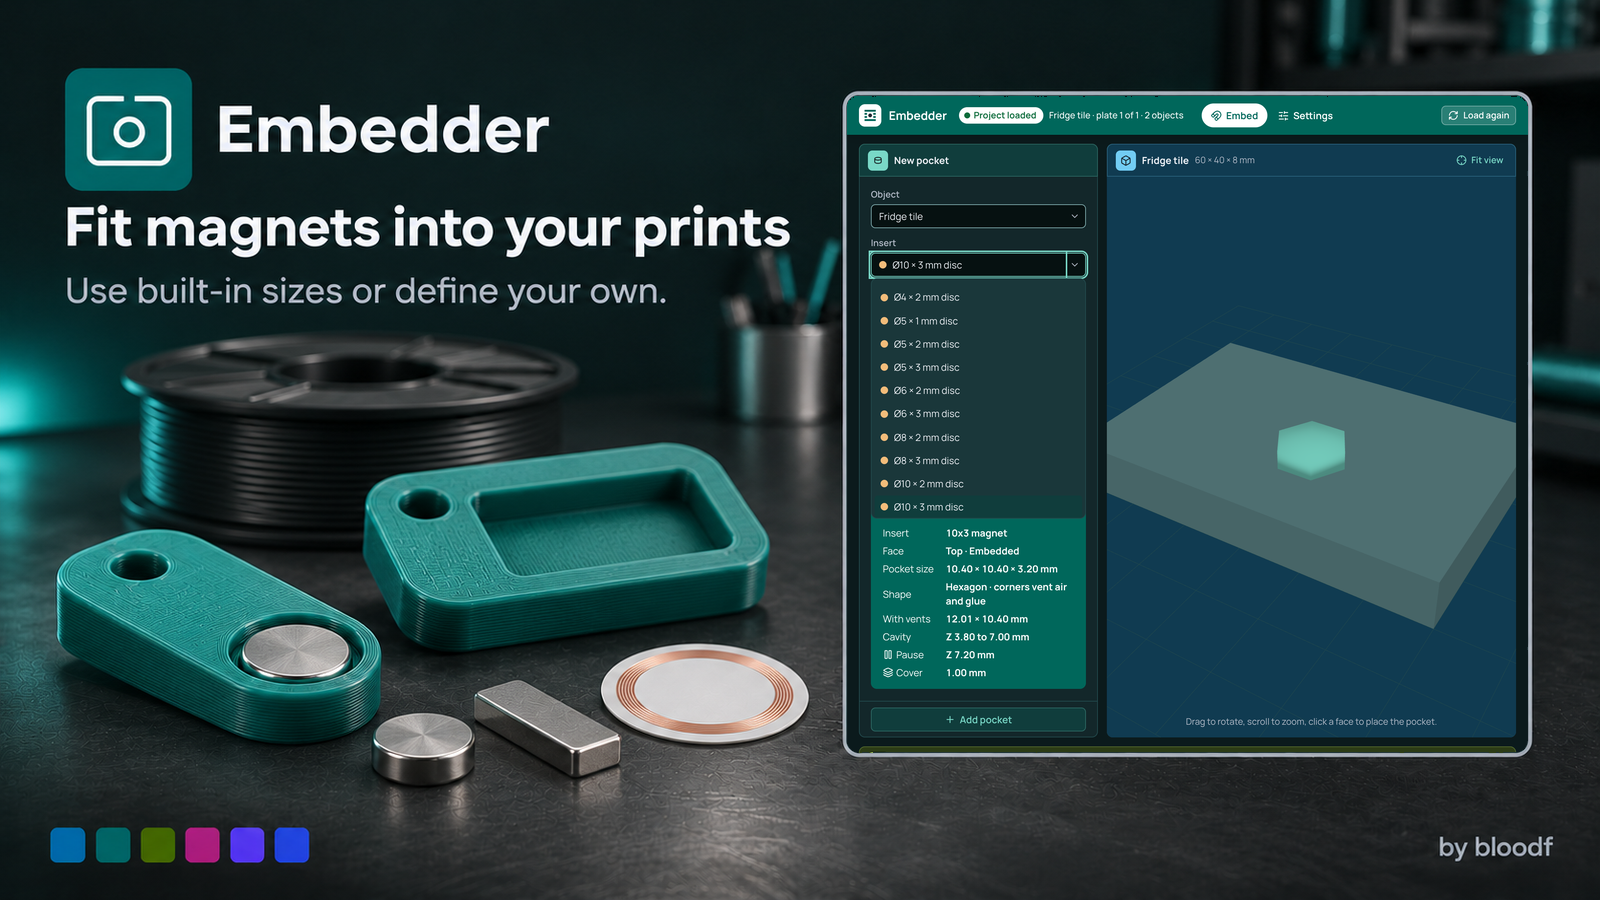 Embedder
Fit magnets into your prints
Use built-in sizes or define your own.
Embedder
Project loaded
Fridge tile · plate 1 of 1 · 2 objects
Embed
Settings
Load again
New pocket
Object
Fridge tile
Insert
Ø10 × 3 mm disc
Ø4 × 2 mm disc
Ø5 × 1 mm disc
Ø5 × 2 mm disc
Ø5 × 3 mm disc
Ø6 × 2 mm disc
Ø6 × 3 mm disc
Ø8 × 2 mm disc
Ø8 × 3 mm disc
Ø10 × 2 mm disc
Ø10 × 3 mm disc
Insert 10x3 magnet
Face Top · Embedded
Pocket size 10.40 × 10.40 × 3.20 mm
Shape Hexagon · corners vent air
and glue
With vents 12.01 × 10.40 mm
Cavity Z 3.80 to 7.00 mm
Pause Z 7.20 mm
Cover 1.00 mm
+ Add pocket
Fridge tile 60 × 40 × 8 mm
Fit view
Drag to rotate, scroll to zoom, click a face to place the pocket.
by bloodf